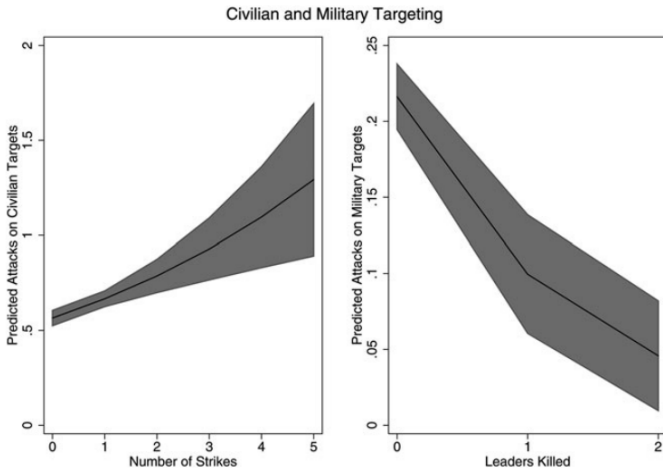 Civilian and Military Targeting
Predicted Attacks on Civilian Targets
2
1.5
1
.5
0
0 1 2 3 4 5
Number of Strikes
Predicted Attacks on Military Targets
.25
.2
.15
.1
.05
0
0 1 2
Leaders Killed